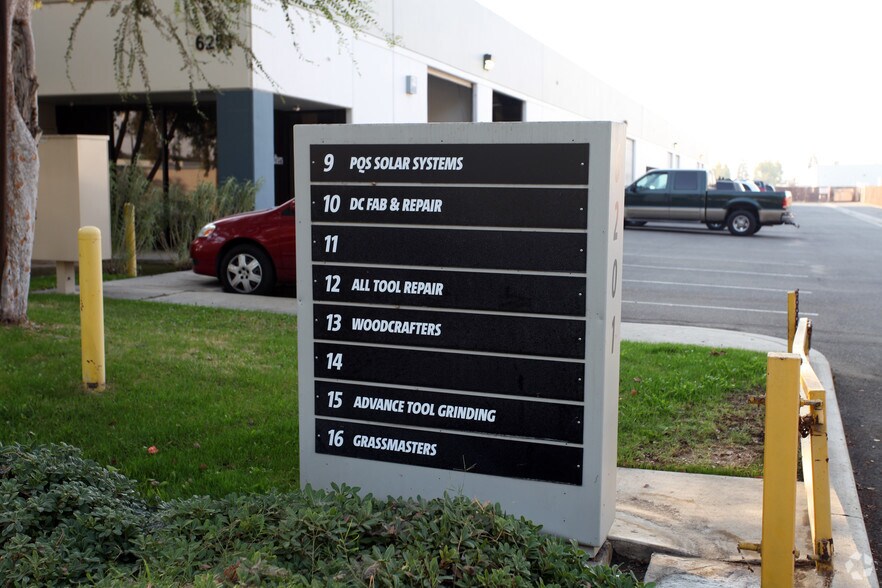 9 PQS SOLAR SYSTEMS
10 DC FAB & REPAIR
11
12 ALL TOOL REPAIR
13 WOODCRAFTERS
14
15 ADVANCE TOOL GRINDING
16 GRASSMASTERS
201